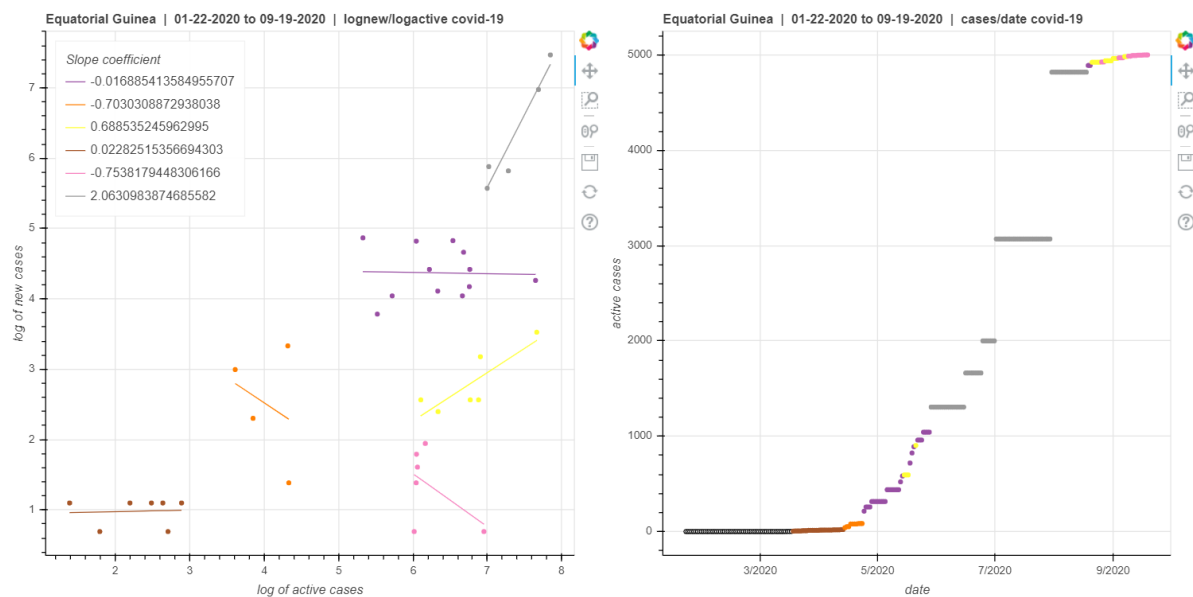 Equatorial Guinea | 01-22-2020 to 09-19-2020 | lognew/logactive covid-19
Slope coefficient
-0.016885413584955707
-0.7030308872938038
0.688535245962995
0.02282515356694303
-0.7538179448306166
2.0630983874685582
7
6
5
4
3
2
1
log of new cases
2 3 4 5 6 7 8
log of active cases
Equatorial Guinea | 01-22-2020 to 09-19-2020 | cases/date covid-19
5000
4000
3000
2000
1000
0
active cases
3/2020 5/2020 7/2020 9/2020
date